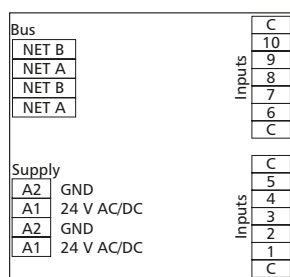 Bus
NET B
NET A
NET B
NET A
Supply
A2 GND
A1 24 V AC/DC
A2 GND
A1 24 V AC/DC
Inputs
C
10
9
8
7
6
C
Inputs
C
5
4
3
2
1
C